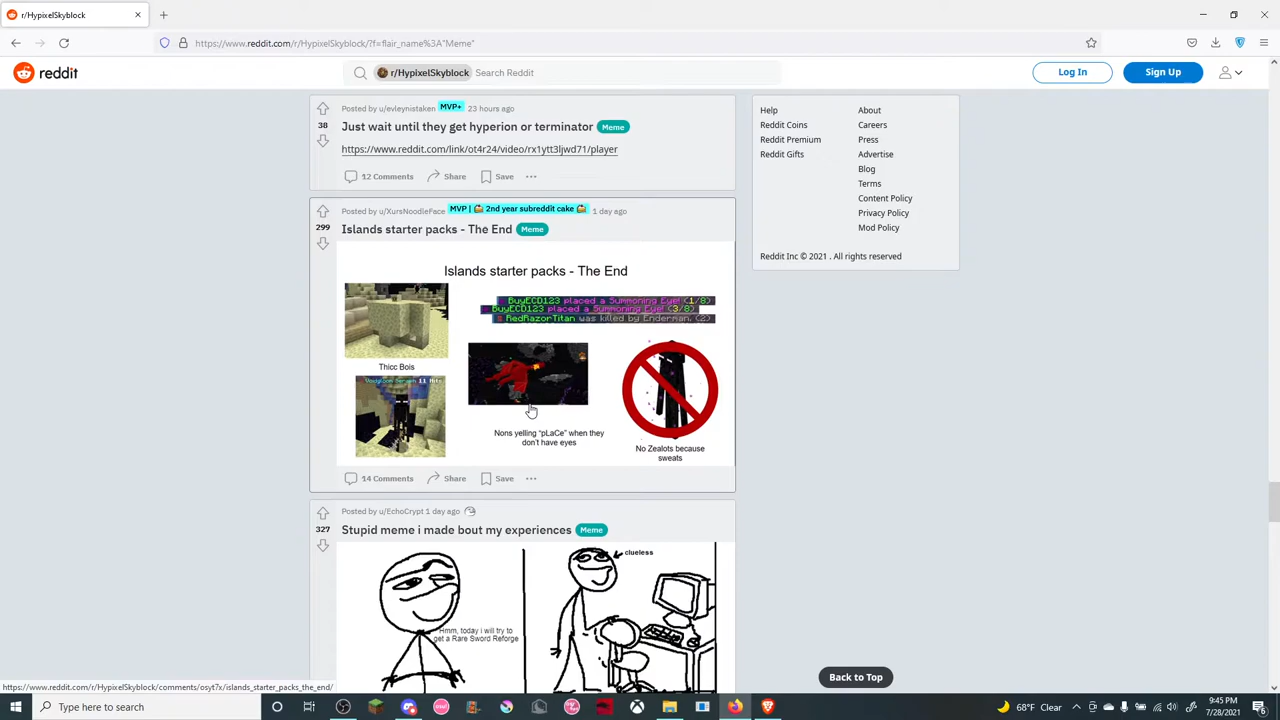 r/HypixelSkyblock
https://www.reddit.com/r/HypixelSkyblock/?f=flair_name%3A"Meme"
reddit
r/HypixelSkyblock Search Reddit
Log In
Sign Up
Posted by u/evleynistaken MVP+ 23 hours ago
38
Just wait until they get hyperion or terminator Meme
https://www.reddit.com/link/ot4r24/video/rx1ytt3ljwd71/player
12 Comments Share Save
Posted by u/XursNoodleFace MVP | 2nd year subreddit cake 1 day ago
299
Islands starter packs - The End Meme
Islands starter packs - The End
BuyECD123 placed a Summoning Eye! (1/8)
BuyECD123 placed a Summoning Eye! (3/8)
RedRazorTitan was killed by Enderman. (2)
Thicc Bois
11 Hits
Nons yelling "pLaCe" when they
don't have eyes
No Zealots because
sweats
14 Comments Share Save
Posted by u/EchoCrypt 1 day ago
327
Stupid meme i made bout my experiences Meme
clueless
Hmm, today i will try to
get a Rare Sword Reforge
Help
Reddit Coins
Reddit Premium
Reddit Gifts
About
Careers
Press
Advertise
Blog
Terms
Content Policy
Privacy Policy
Mod Policy
Reddit Inc © 2021 . All rights reserved
Back to Top
https://www.reddit.com/r/HypixelSkyblock/comments/osyt7x/islands_starter_packs_the_end/
Type here to search
owi
68°F Clear
9:45 PM
7/28/2021